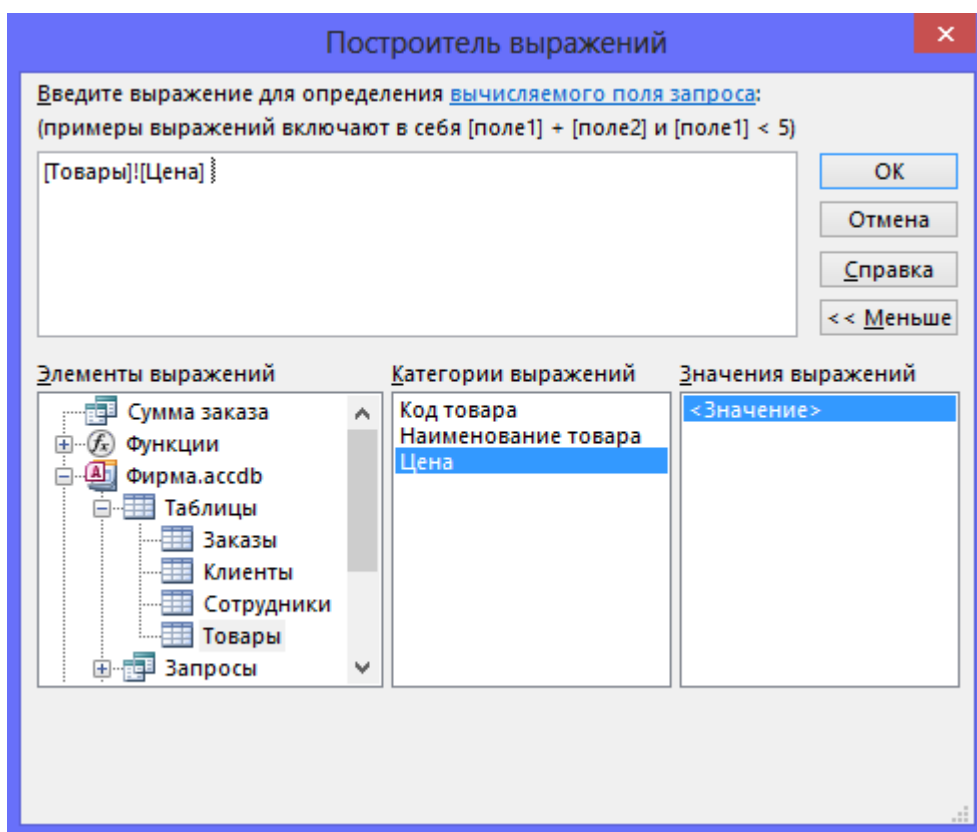 Построитель выражений
Введите выражение для определения вычисляемого поля запроса:
(примеры выражений включают в себя [поле1] + [поле2] и [поле1] < 5)
[Товары]![Цена]
ОК
Отмена
Справка
<< Меньше
Элементы выражений
Сумма заказа
Функции
Фирма.accdb
Таблицы
Заказы
Клиенты
Сотрудники
Товары
Запросы
Категории выражений
Код товара
Наименование товара
Цена
Значения выражений
<Значение>